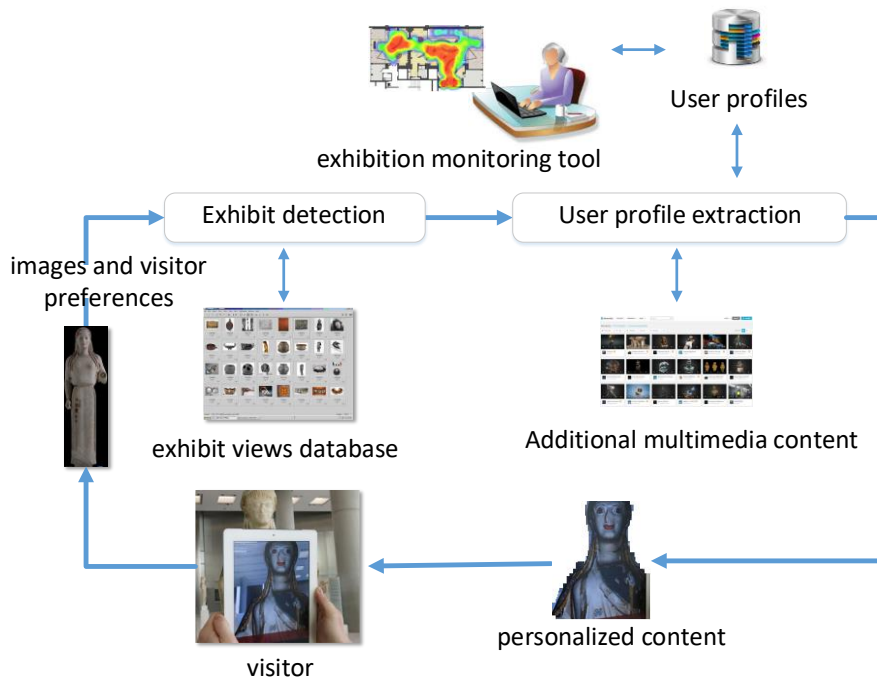 User profiles
exhibition monitoring tool
Exhibit detection
User profile extraction
images and visitor
preferences
exhibit views database
Additional multimedia content
personalized content
visitor